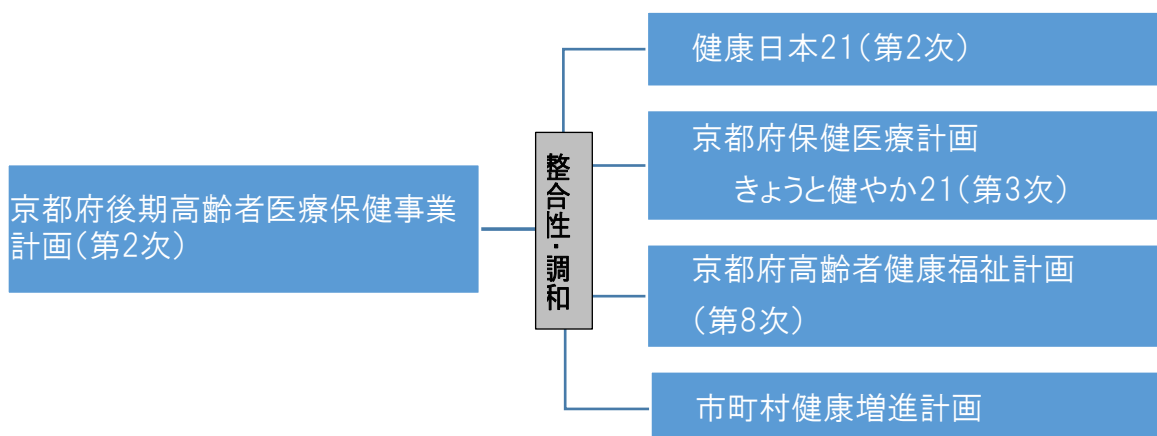 京都府後期高齢者医療保健事業
計画(第2次)
整合性・調和
健康日本21(第2次)
京都府保健医療計画
きょうと健やか21(第3次)
京都府高齢者健康福祉計画
(第8次)
市町村健康増進計画